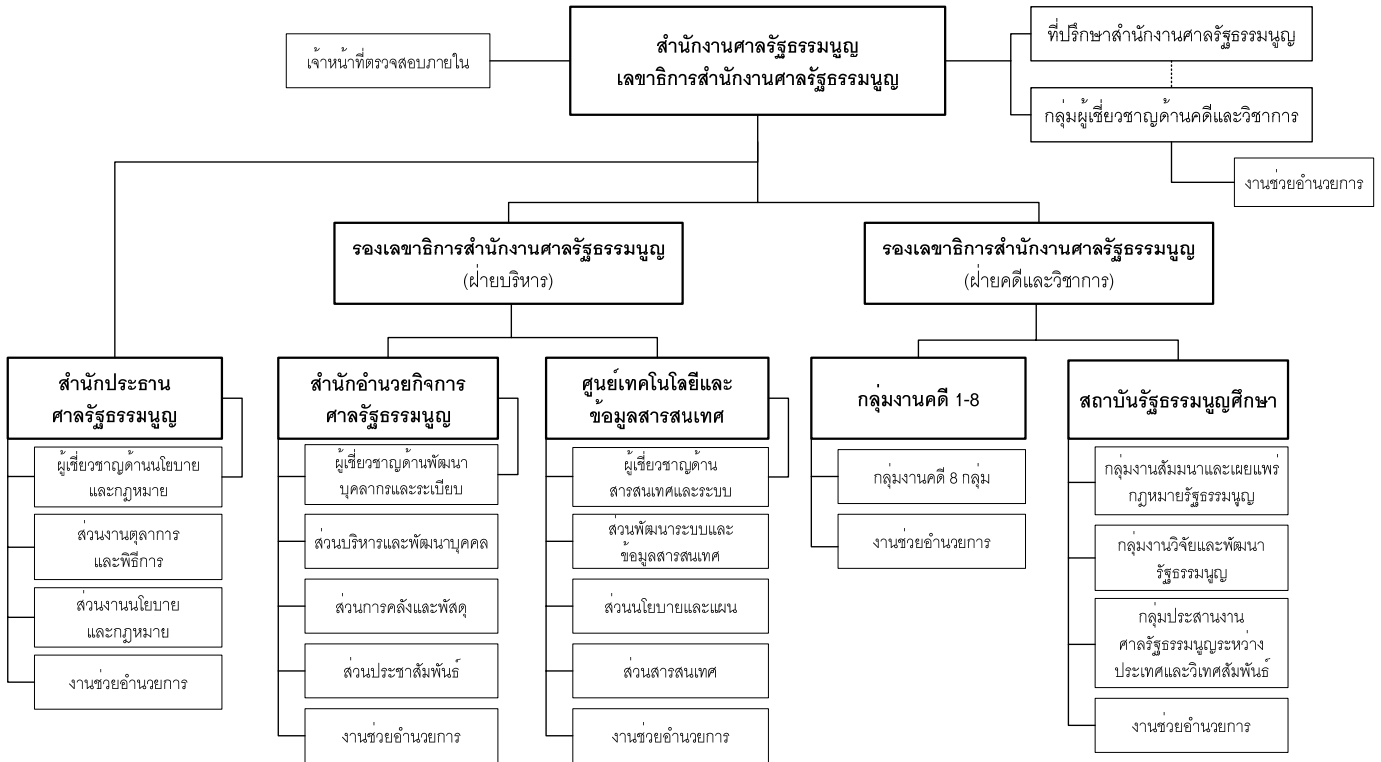 สำนักงานศาลรัฐธรรมนูญ
เลขาธิการสำนักงานศาลรัฐธรรมนูญ
เจ้าหน้าที่ตรวจสอบภายใน
ที่ปรึกษาสำนักงานศาลรัฐธรรมนูญ
กลุ่มผู้เชี่ยวชาญด้านคดีและวิชาการ
งานช่วยอำนวยการ
รองเลขาธิการสำนักงานศาลรัฐธรรมนูญ
(ฝ่ายบริหาร)
รองเลขาธิการสำนักงานศาลรัฐธรรมนูญ
(ฝ่ายคดีและวิชาการ)
สำนักประธาน
ศาลรัฐธรรมนูญ
ผู้เชี่ยวชาญด้านนโยบาย
และกฎหมาย
ส่วนงานตุลาการ
และพิธีการ
ส่วนงานนโยบาย
และกฎหมาย
งานช่วยอำนวยการ
สำนักอำนวยกิจการ
ศาลรัฐธรรมนูญ
ผู้เชี่ยวชาญด้านพัฒนา
บุคลากรและระเบียบ
ส่วนบริหารและพัฒนาบุคคล
ส่วนการคลังและพัสดุ
ส่วนประชาสัมพันธ์
งานช่วยอำนวยการ
ศูนย์เทคโนโลยีและ
ข้อมูลสารสนเทศ
ผู้เชี่ยวชาญด้าน
สารสนเทศและระบบ
ส่วนพัฒนาระบบและ
ข้อมูลสารสนเทศ
ส่วนนโยบายและแผน
ส่วนสารสนเทศ
งานช่วยอำนวยการ
กลุ่มงานคดี 1-8
กลุ่มงานคดี 8 กลุ่ม
งานช่วยอำนวยการ
สถาบันรัฐธรรมนูญศึกษา
กลุ่มงานสัมมนาและเผยแพร่
กฎหมายรัฐธรรมนูญ
กลุ่มงานวิจัยและพัฒนา
รัฐธรรมนูญ
กลุ่มประสานงาน
ศาลรัฐธรรมนูญระหว่าง
ประเทศและวิเทศสัมพันธ์
งานช่วยอำนวยการ